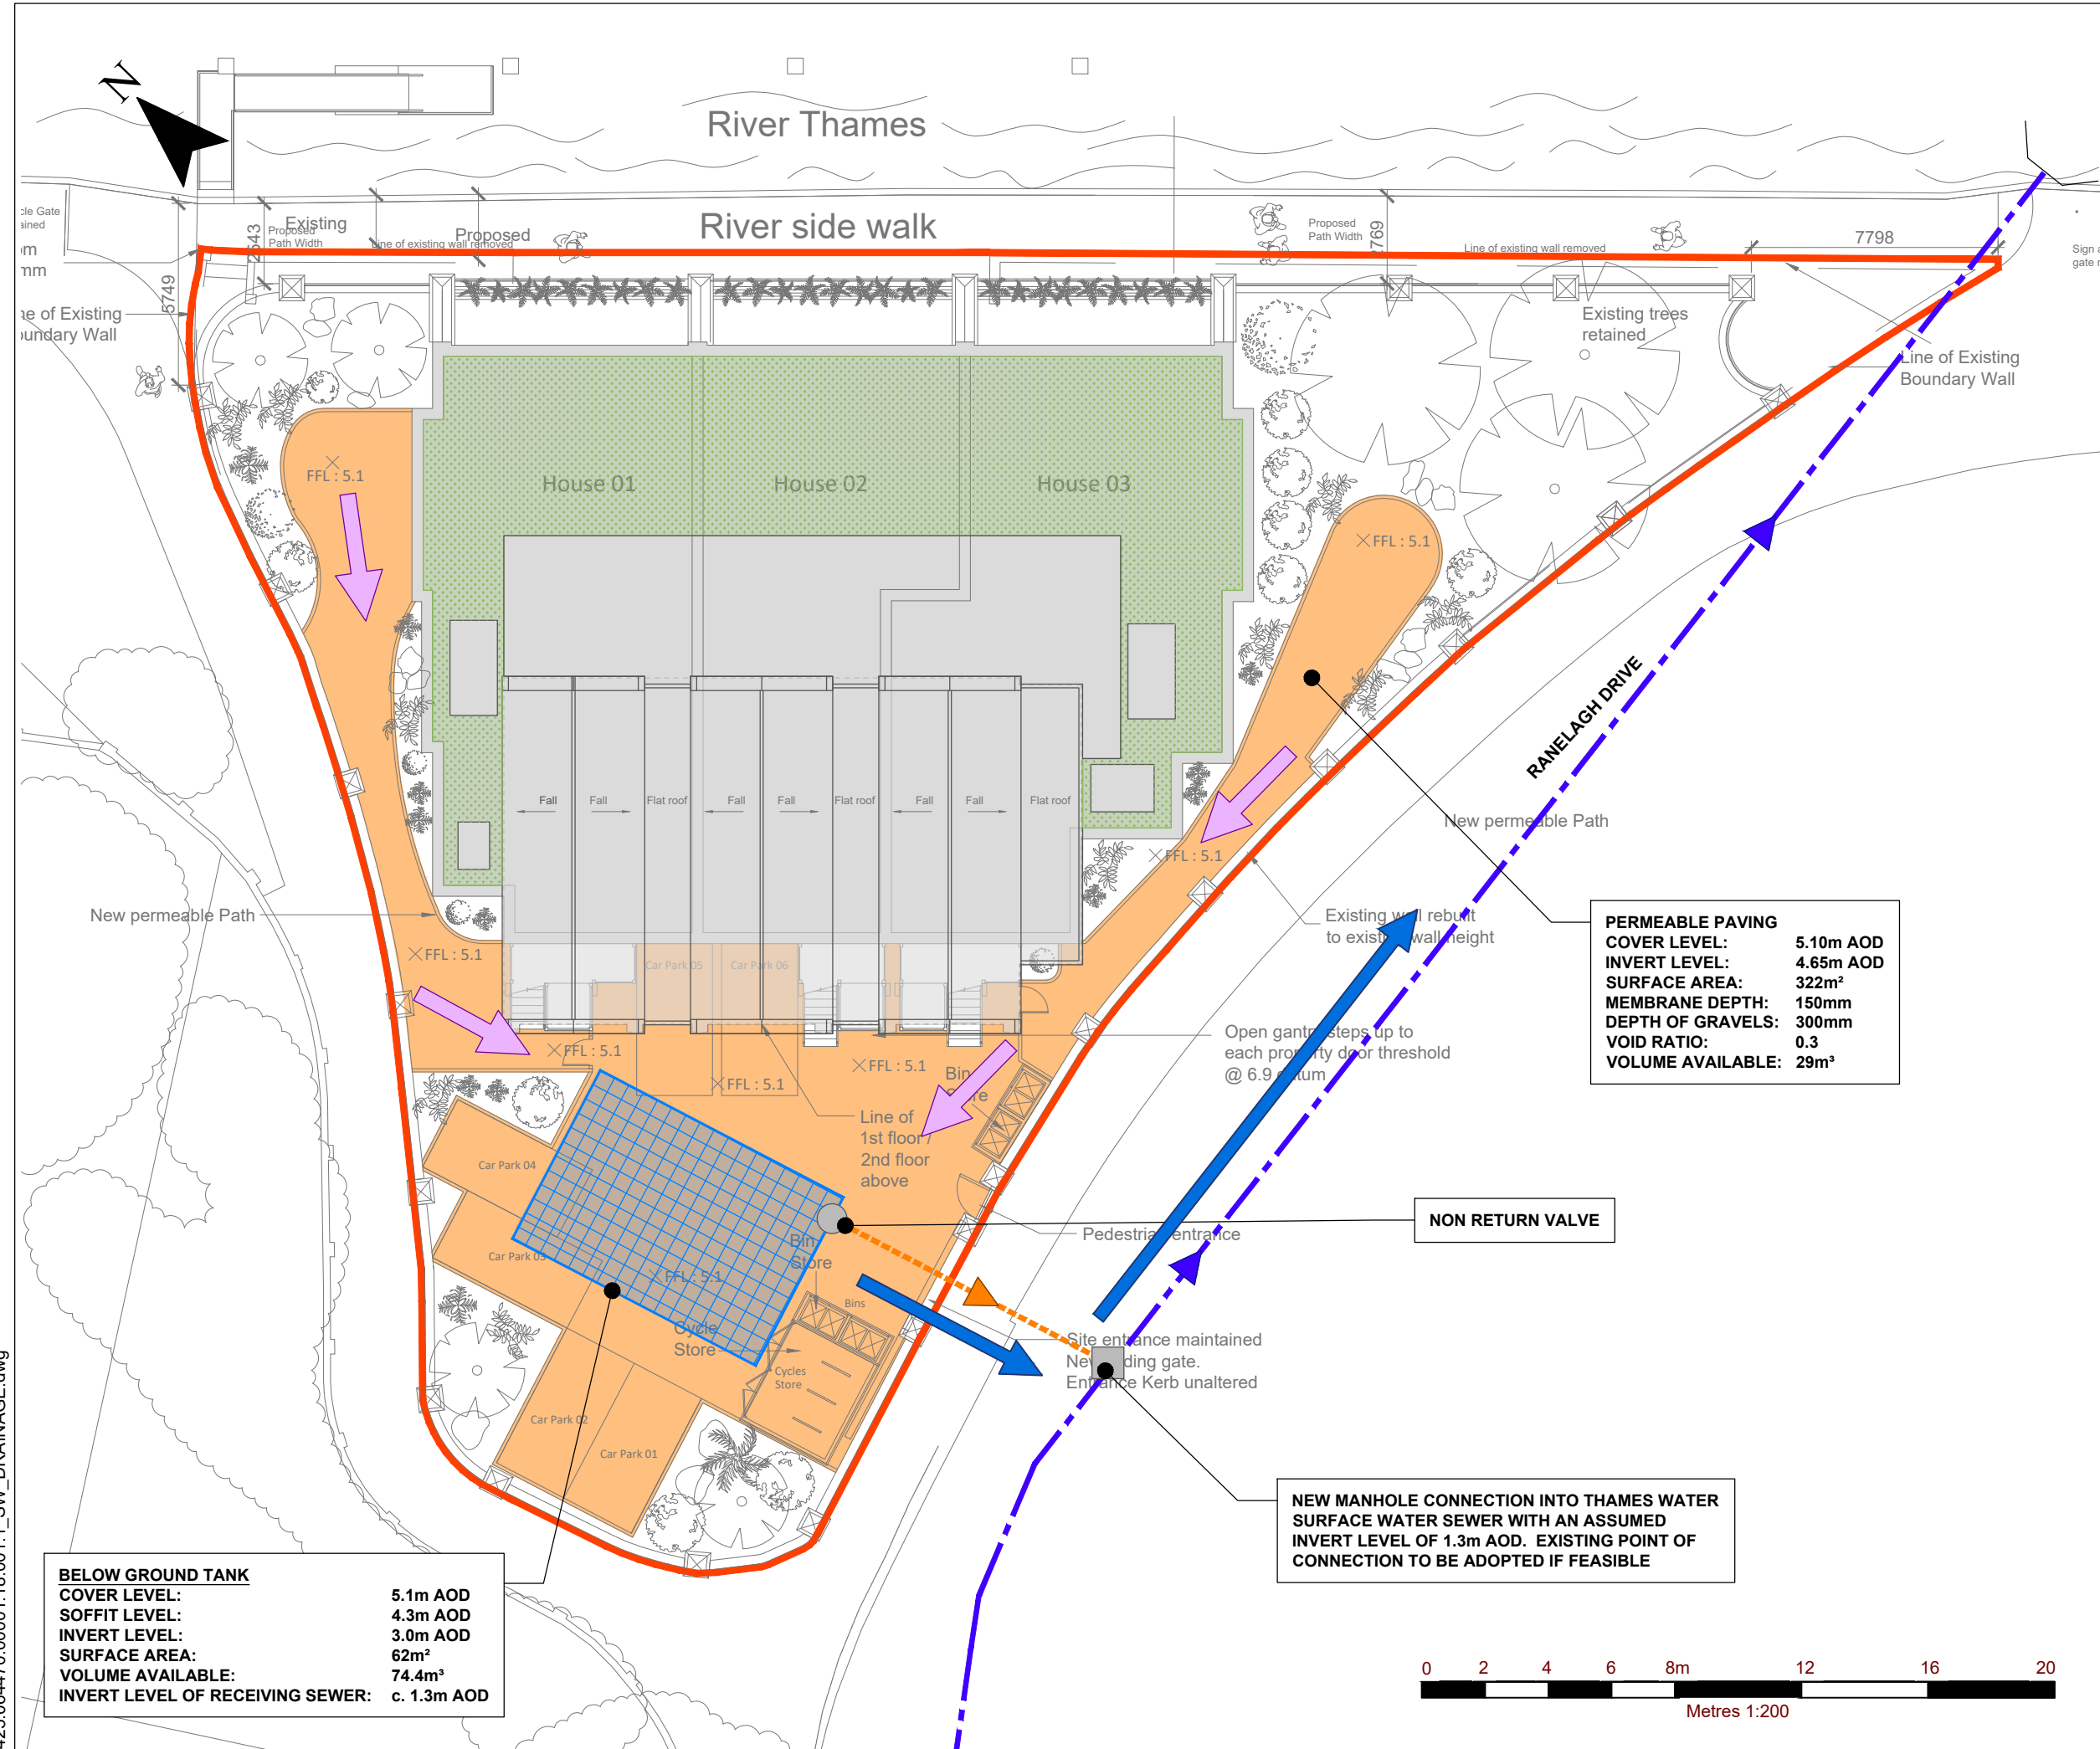 N
River Thames
River side walk
Existing
Proposed
Path Width
2543
Proposed
Line of existing wall removed
Proposed
Path Width
2769
Line of existing wall removed
7798
cle Gate
ained
om
mm
5749
ne of Existing
oundary Wall
Sign a
gate r
Existing trees
retained
Line of Existing
Boundary Wall
House 01
House 02
House 03
FFL : 5.1
FFL : 5.1
RANELAGH DRIVE
Fall
Fall
Flat roof
Fall
Fall
Flat roof
Fall
Fall
Flat roof
New permeable Path
FFL : 5.1
New permeable Path
Existing wall rebuilt
to existing wall height
FFL : 5.1
Car Park 05
Car Park 06
PERMEABLE PAVING
COVER LEVEL: 5.10m AOD
INVERT LEVEL: 4.65m AOD
SURFACE AREA: 322m²
MEMBRANE DEPTH: 150mm
DEPTH OF GRAVELS: 300mm
VOID RATIO: 0.3
VOLUME AVAILABLE: 29m³
Open gantry steps up to
each property door threshold
@ 6.9 datum
FFL : 5.1
FFL : 5.1
FFL : 5.1
Bin
Store
Line of
1st floor /
2nd floor
above
Car Park 04
Car Park 03
NON RETURN VALVE
Pedestrian entrance
Bin
Store
FFL : 5.1
Bins
Cycle
Store
Cycles
Store
Site entrance maintained
New sliding gate.
Entrance Kerb unaltered
Car Park 02
Car Park 01
NEW MANHOLE CONNECTION INTO THAMES WATER
SURFACE WATER SEWER WITH AN ASSUMED
INVERT LEVEL OF 1.3m AOD. EXISTING POINT OF
CONNECTION TO BE ADOPTED IF FEASIBLE
BELOW GROUND TANK
COVER LEVEL: 5.1m AOD
SOFFIT LEVEL: 4.3m AOD
INVERT LEVEL: 3.0m AOD
SURFACE AREA: 62m²
VOLUME AVAILABLE: 74.4m³
INVERT LEVEL OF RECEIVING SEWER: c. 1.3m AOD
0 2 4 6 8m 12 16 20
Metres 1:200